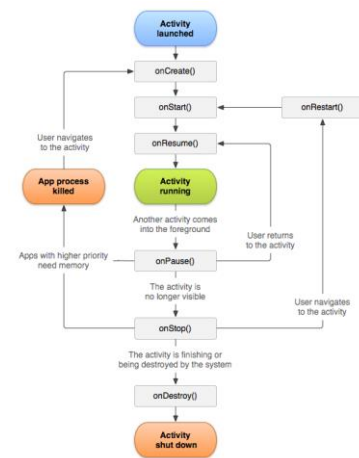 Activity
launched
onCreate()
onStart()
onRestart()
onResume()
User navigates
to the activity
App process
killed
Activity
running
Another activity comes
into the foreground
User returns
to the activity
Apps with higher priority
need memory
onPause()
The activity is
no longer visible
User navigates
to the activity
onStop()
The activity is finishing or
being destroyed by the system
onDestroy()
Activity
shut down